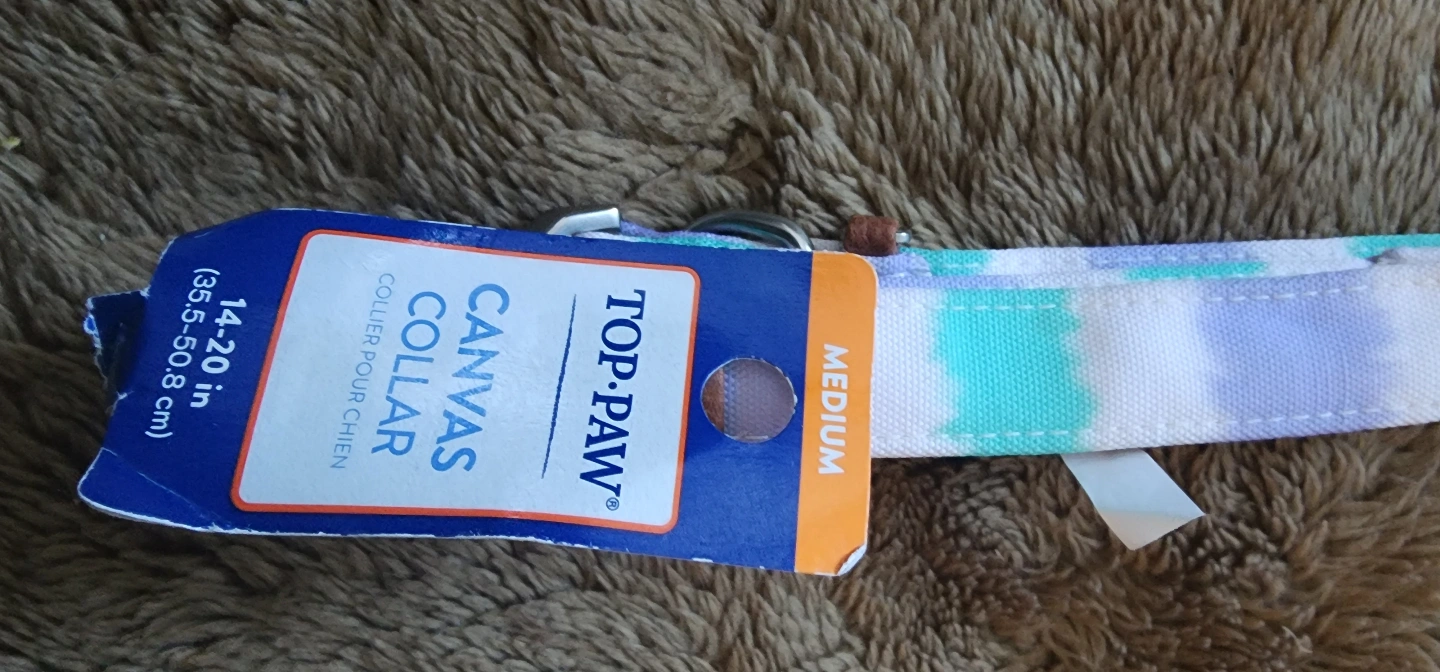 MEDIUM
TOP•PAW®
CANVAS
COLLAR
COLLIER POUR CHIEN
14-20 in
(35.5-50.8 cm)